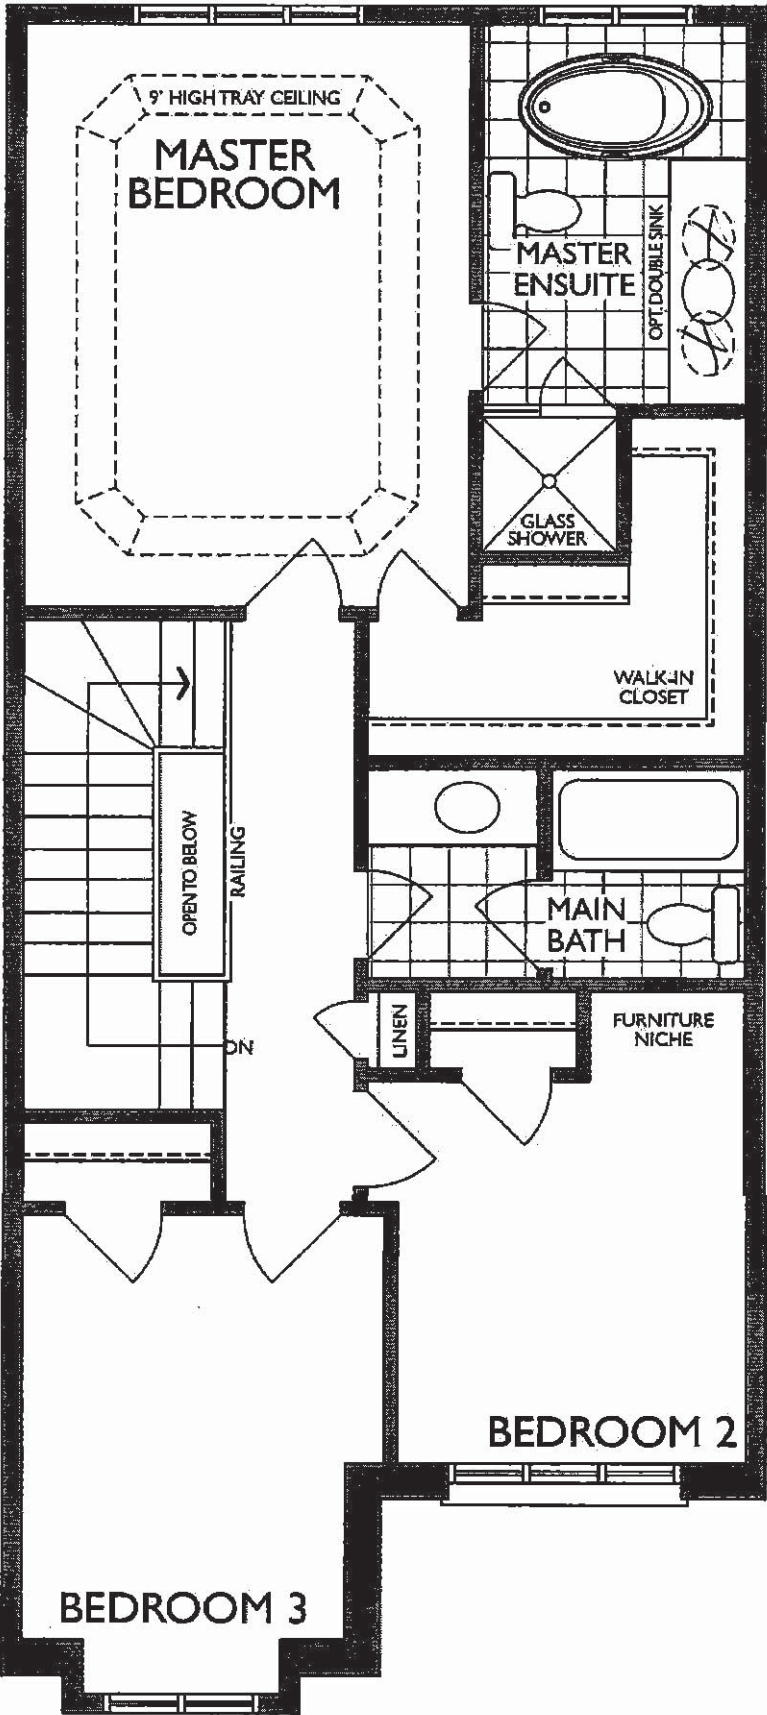 9' HIGH TRAY CEILING
MASTER
BEDROOM
MASTER
ENSUITE
OPT. DOUBLE SINK
GLASS
SHOWER
WALK-IN
CLOSET
OPEN TO BELOW
RAILING
MAIN
BATH
LINEN
FURNITURE
NICHE
DN
BEDROOM 2
BEDROOM 3